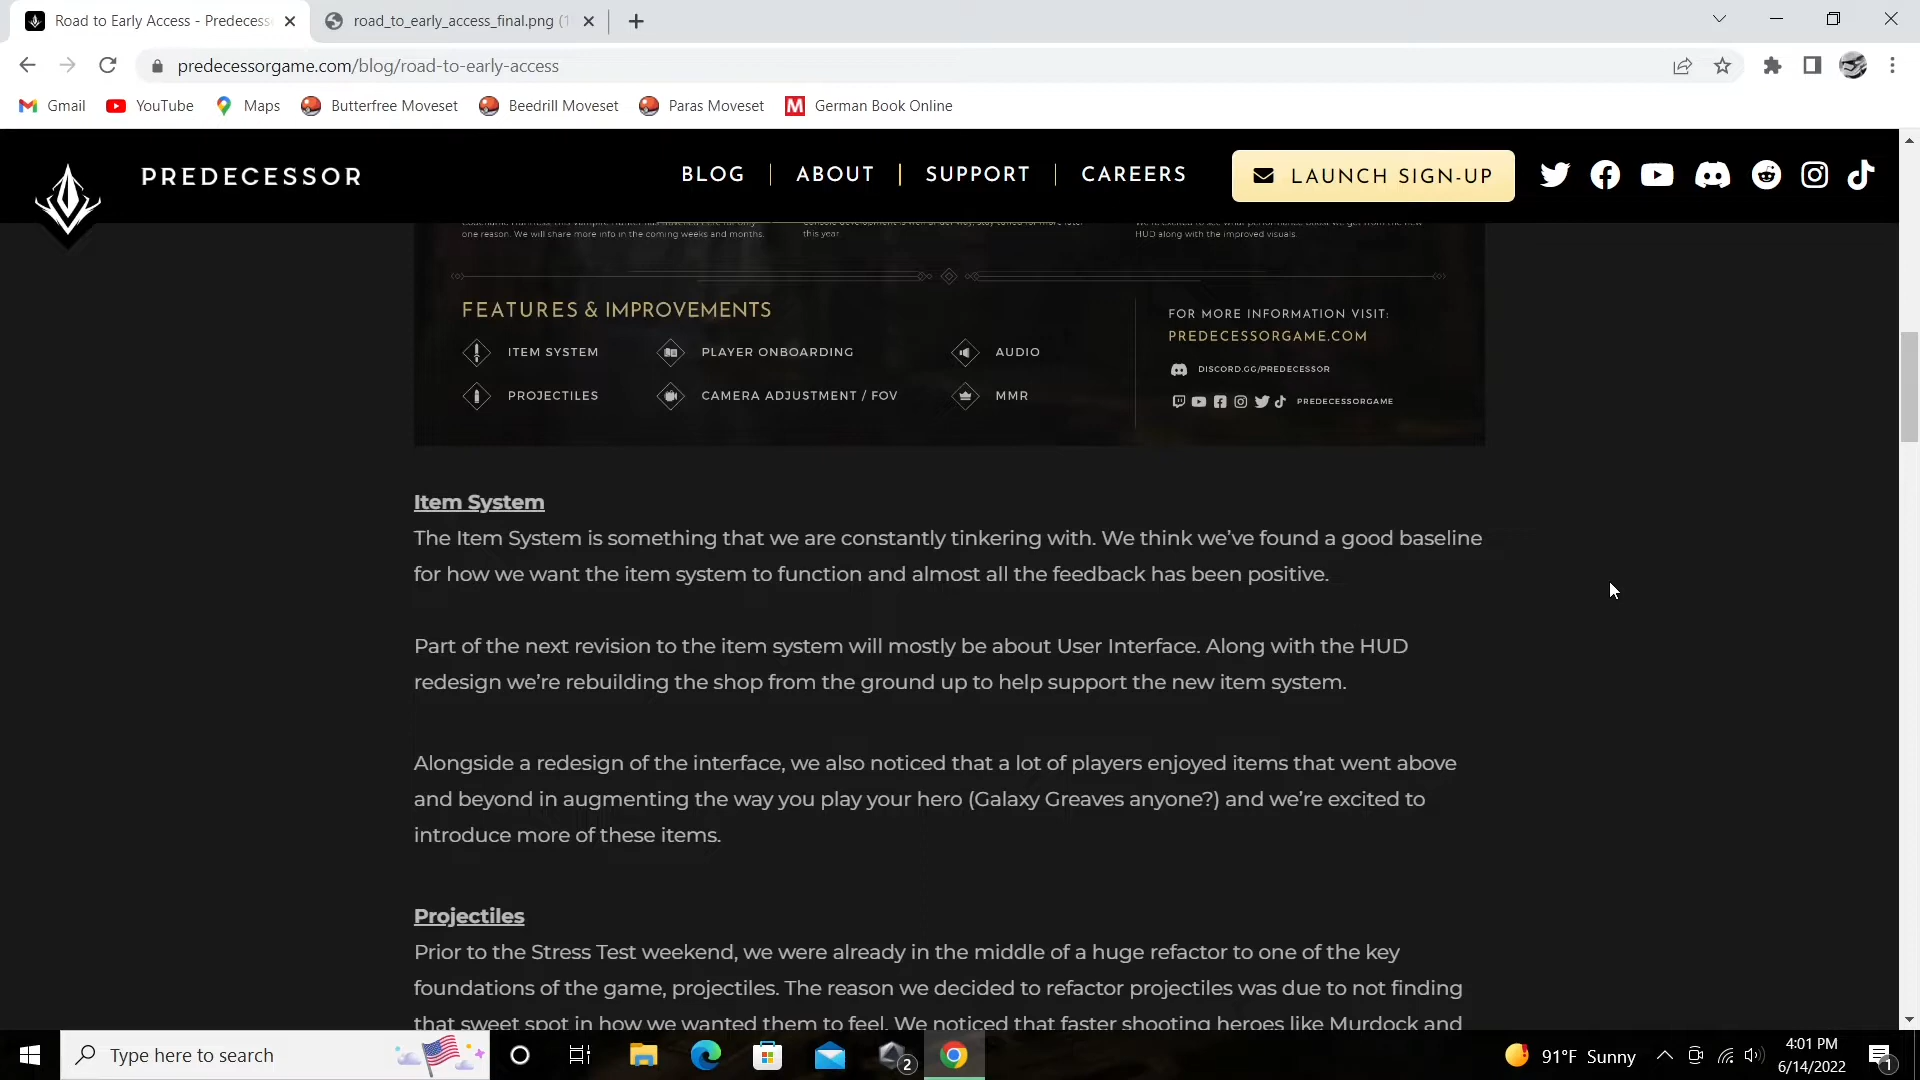 Road to Early Access - Predecess
road_to_early_access_final.png (1
predecessorgame.com/blog/road-to-early-access
Gmail
YouTube
Maps
Butterfree Moveset
Beedrill Moveset
Paras Moveset
German Book Online
PREDECESSOR
BLOG
ABOUT
SUPPORT
CAREERS
LAUNCH SIGN-UP
one reason. We will share more info in the coming weeks and months.
this year
HUD along with the improved visuals.
FEATURES & IMPROVEMENTS
ITEM SYSTEM
PLAYER ONBOARDING
AUDIO
PROJECTILES
CAMERA ADJUSTMENT / FOV
MMR
FOR MORE INFORMATION VISIT:
PREDECESSORGAME.COM
DISCORD.GG/PREDECESSOR
PREDECESSORGAME
Item System
The Item System is something that we are constantly tinkering with. We think we've found a good baseline
for how we want the item system to function and almost all the feedback has been positive.
Part of the next revision to the item system will mostly be about User Interface. Along with the HUD
redesign we're rebuilding the shop from the ground up to help support the new item system.
Alongside a redesign of the interface, we also noticed that a lot of players enjoyed items that went above
and beyond in augmenting the way you play your hero (Galaxy Greaves anyone?) and we're excited to
introduce more of these items.
Projectiles
Prior to the Stress Test weekend, we were already in the middle of a huge refactor to one of the key
foundations of the game, projectiles. The reason we decided to refactor projectiles was due to not finding
that sweet spot in how we wanted them to feel. We noticed that faster shooting heroes like Murdock and
Type here to search
2
91°F Sunny
4:01 PM
6/14/2022
1